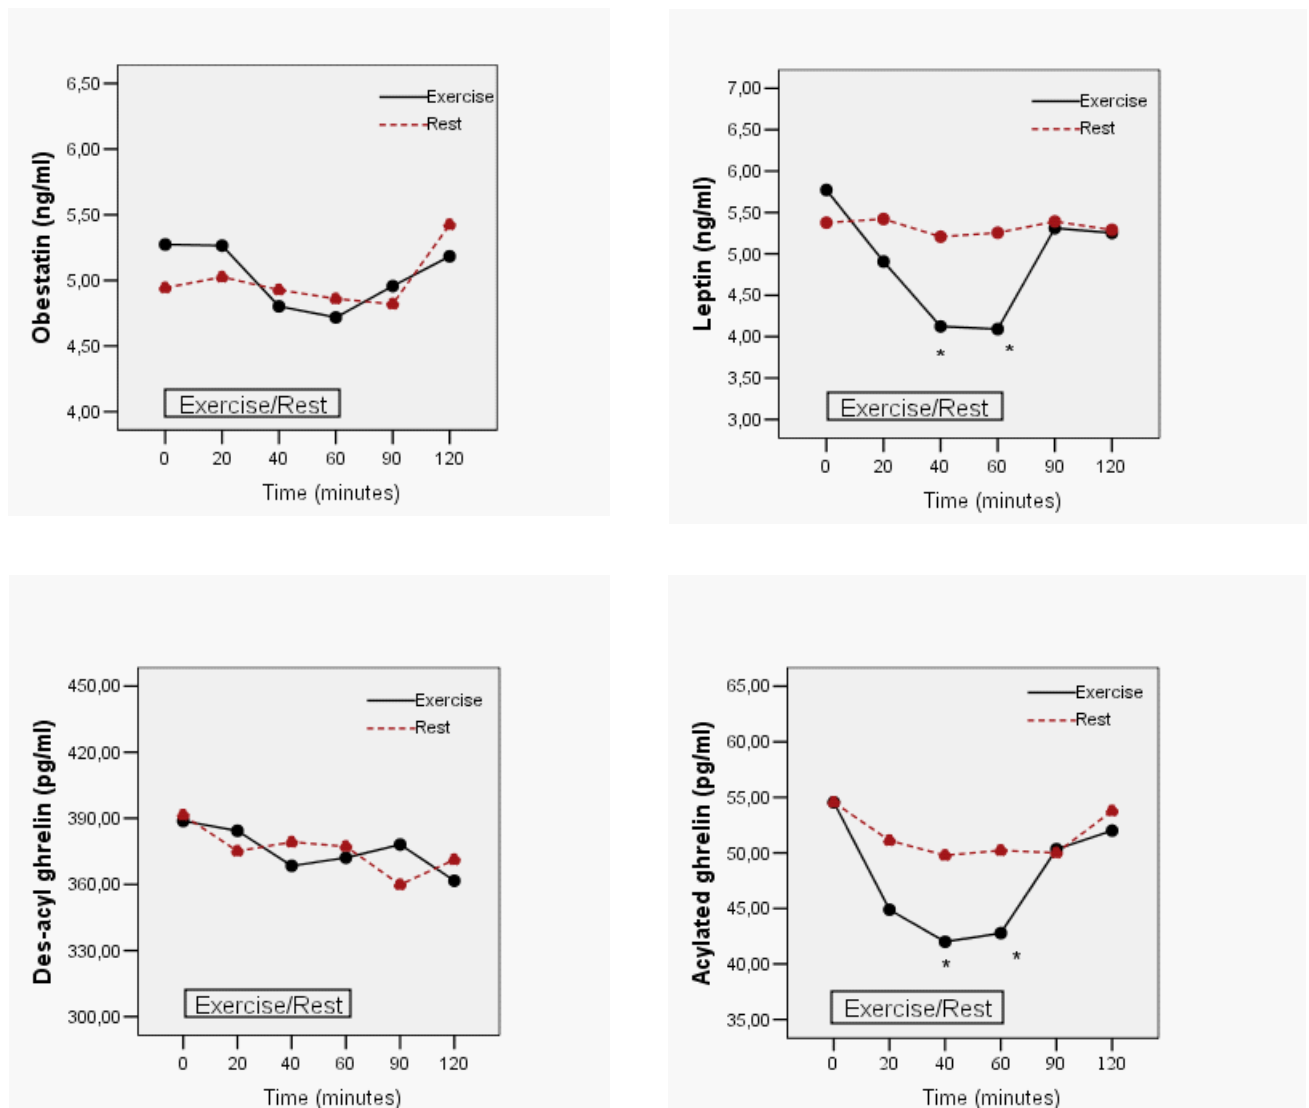 Obestatin (ng/ml)
6,50
6,00
5,50
5,00
4,50
4,00
Exercise
Rest
Exercise/Rest
0 20 40 60 90 120
Time (minutes)
Leptin (ng/ml)
7,00
6,50
6,00
5,50
5,00
4,50
4,00
3,50
3,00
Exercise
Rest
* *
Exercise/Rest
0 20 40 60 90 120
Time (minutes)
Des-acyl ghrelin (pg/ml)
450,00
420,00
390,00
360,00
330,00
300,00
Exercise
Rest
Exercise/Rest
0 20 40 60 90 120
Time (minutes)
Acylated ghrelin (pg/ml)
65,00
60,00
55,00
50,00
45,00
40,00
35,00
Exercise
Rest
* *
Exercise/Rest
0 20 40 60 90 120
Time (minutes)